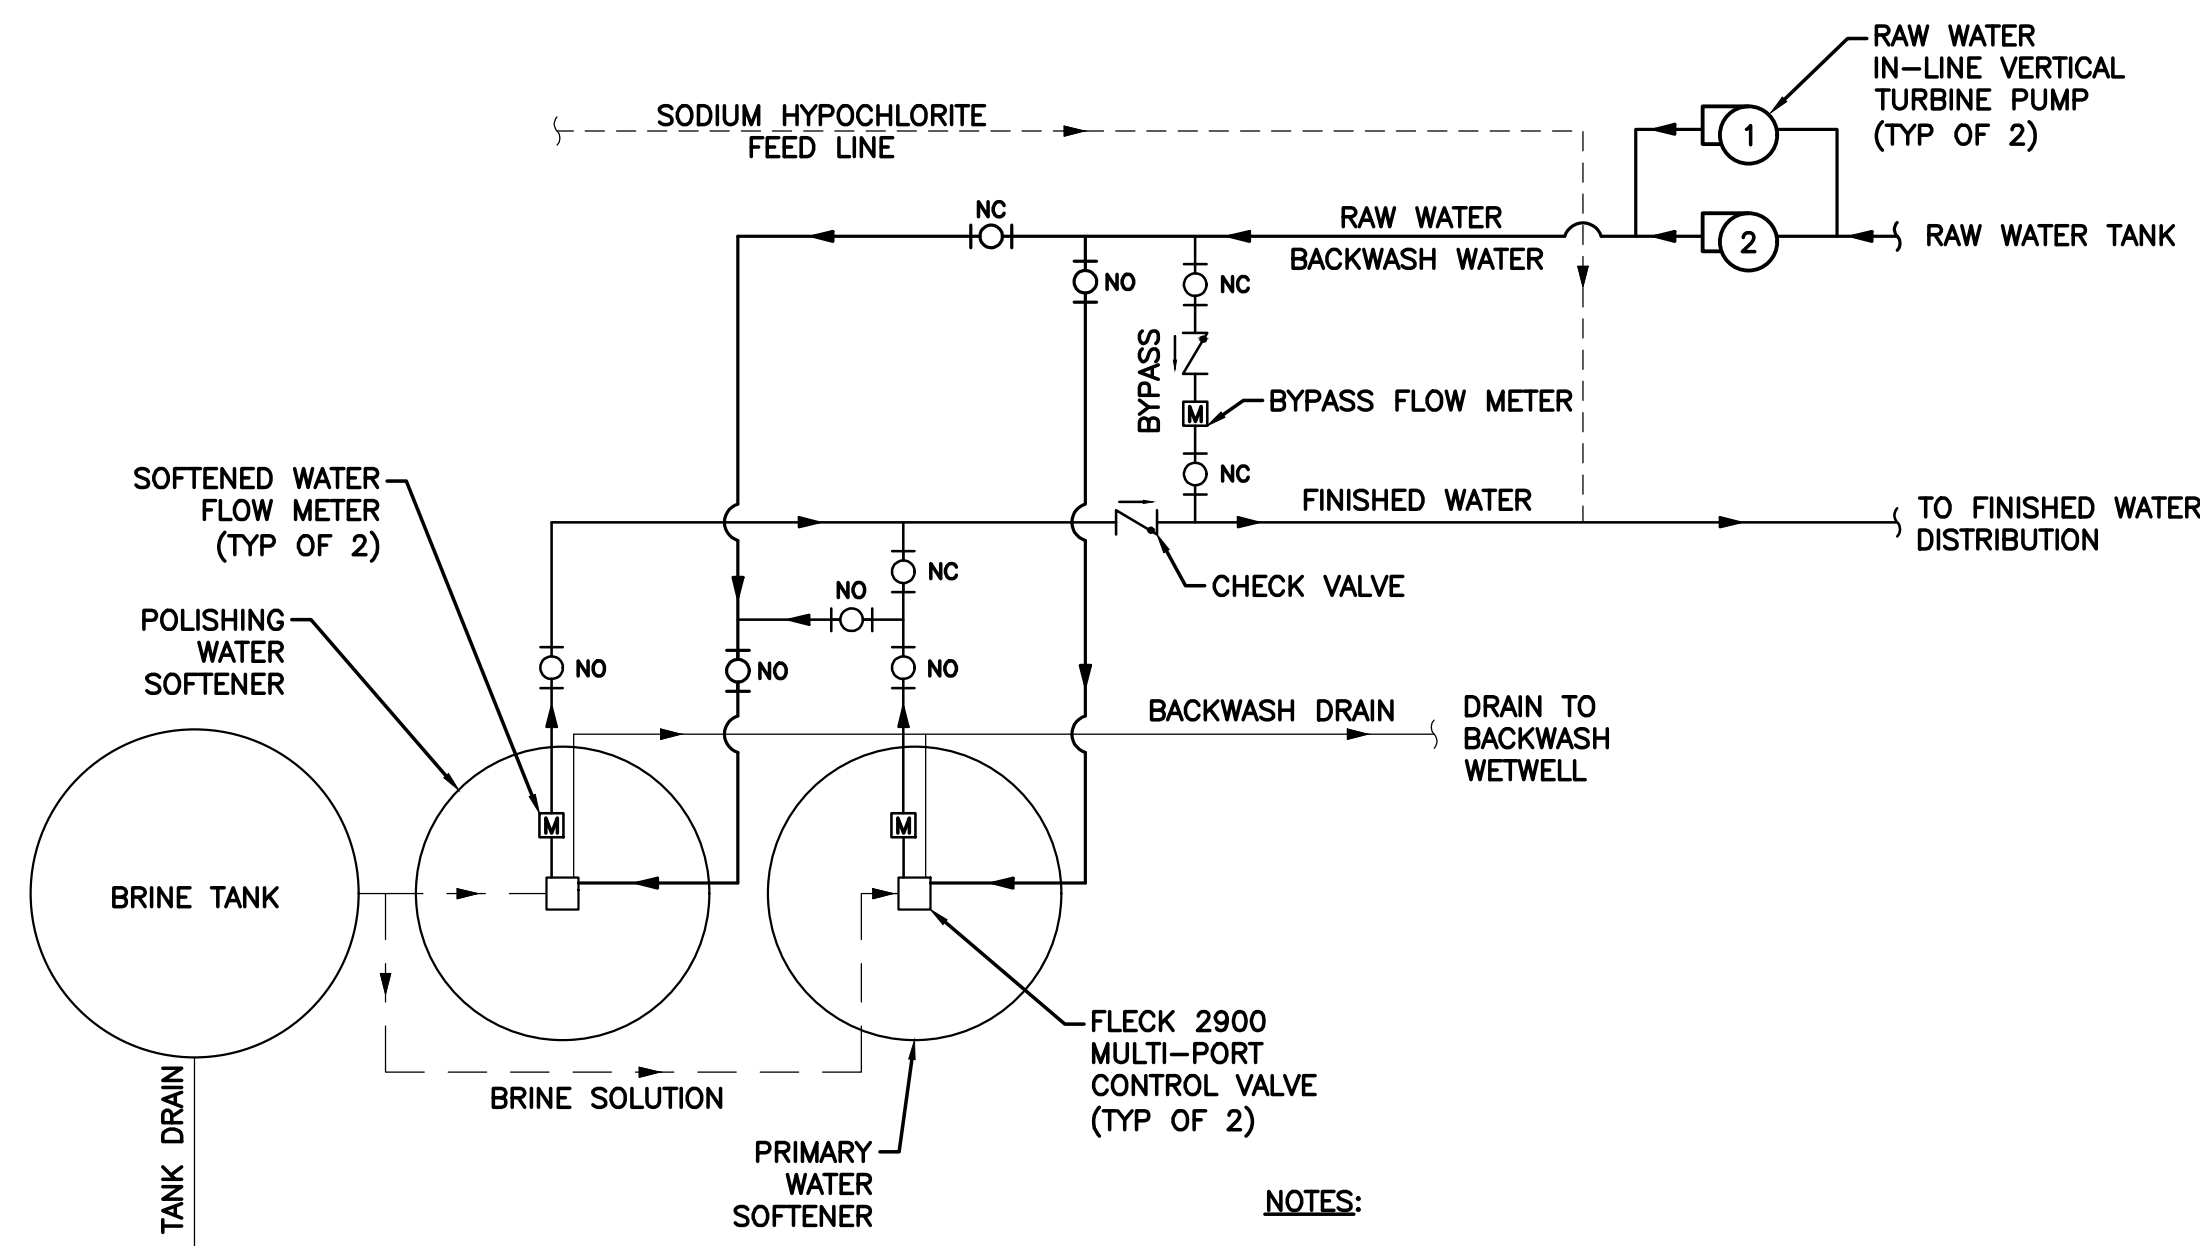 RAW WATER
IN-LINE VERTICAL
TURBINE PUMP
(TYP OF 2)
SODIUM HYPOCHLORITE
FEED LINE
1
NC
RAW WATER
BACKWASH WATER
2
RAW WATER TANK
NO
NC
BYPASS
M
BYPASS FLOW METER
NC
SOFTENED WATER
FLOW METER
(TYP OF 2)
FINISHED WATER
TO FINISHED WATER
DISTRIBUTION
NC
NO
CHECK VALVE
POLISHING
WATER
SOFTENER
NO
NO
NO
BACKWASH DRAIN
DRAIN TO
BACKWASH
WETWELL
M
M
BRINE TANK
FLECK 2900
MULTI-PORT
CONTROL VALVE
(TYP OF 2)
BRINE SOLUTION
TANK DRAIN
PRIMARY
WATER
SOFTENER
NOTES: